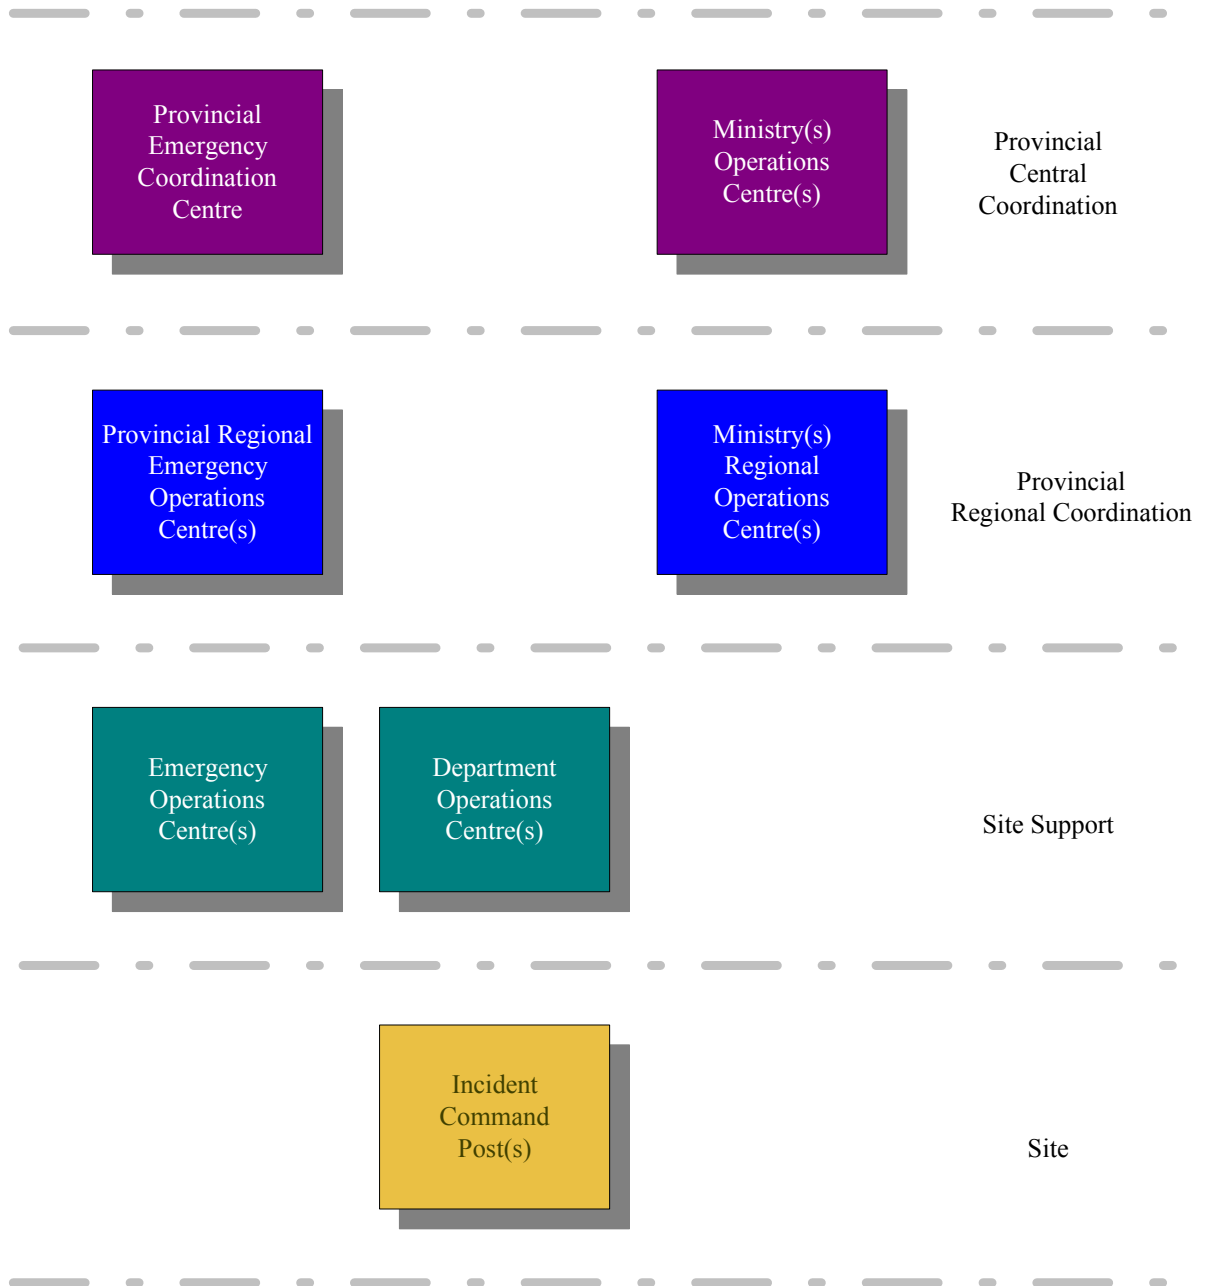 Provincial
Emergency
Coordination
Centre
Ministry(s)
Operations
Centre(s)
Provincial
Central
Coordination
Provincial Regional
Emergency
Operations
Centre(s)
Ministry(s)
Regional
Operations
Centre(s)
Provincial
Regional Coordination
Emergency
Operations
Centre(s)
Department
Operations
Centre(s)
Site Support
Incident
Command
Post(s)
Site